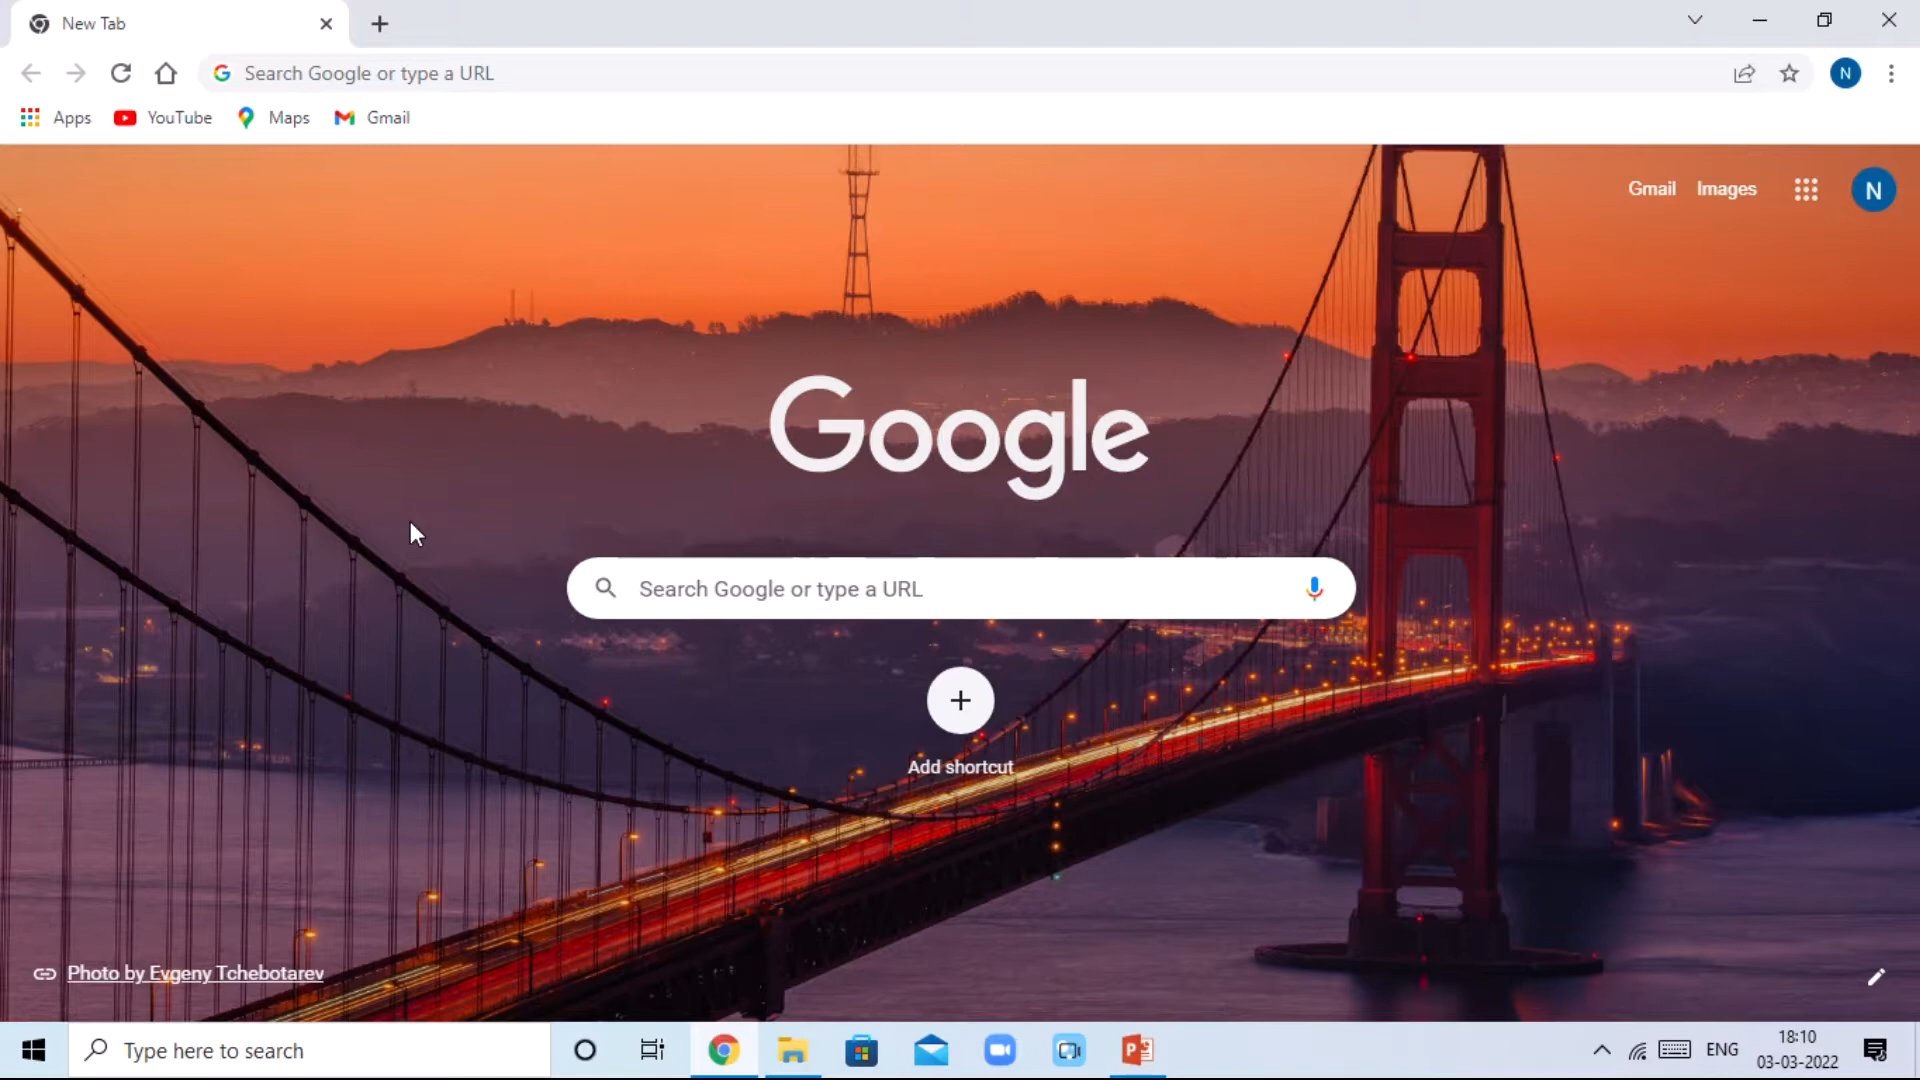 New Tab
Search Google or type a URL
N
Apps
YouTube
Maps
Gmail
Gmail
Images
N
Google
Search Google or type a URL
Add shortcut
Photo by Evgeny Tchebotarev
Type here to search
ENG
18:10
03-03-2022